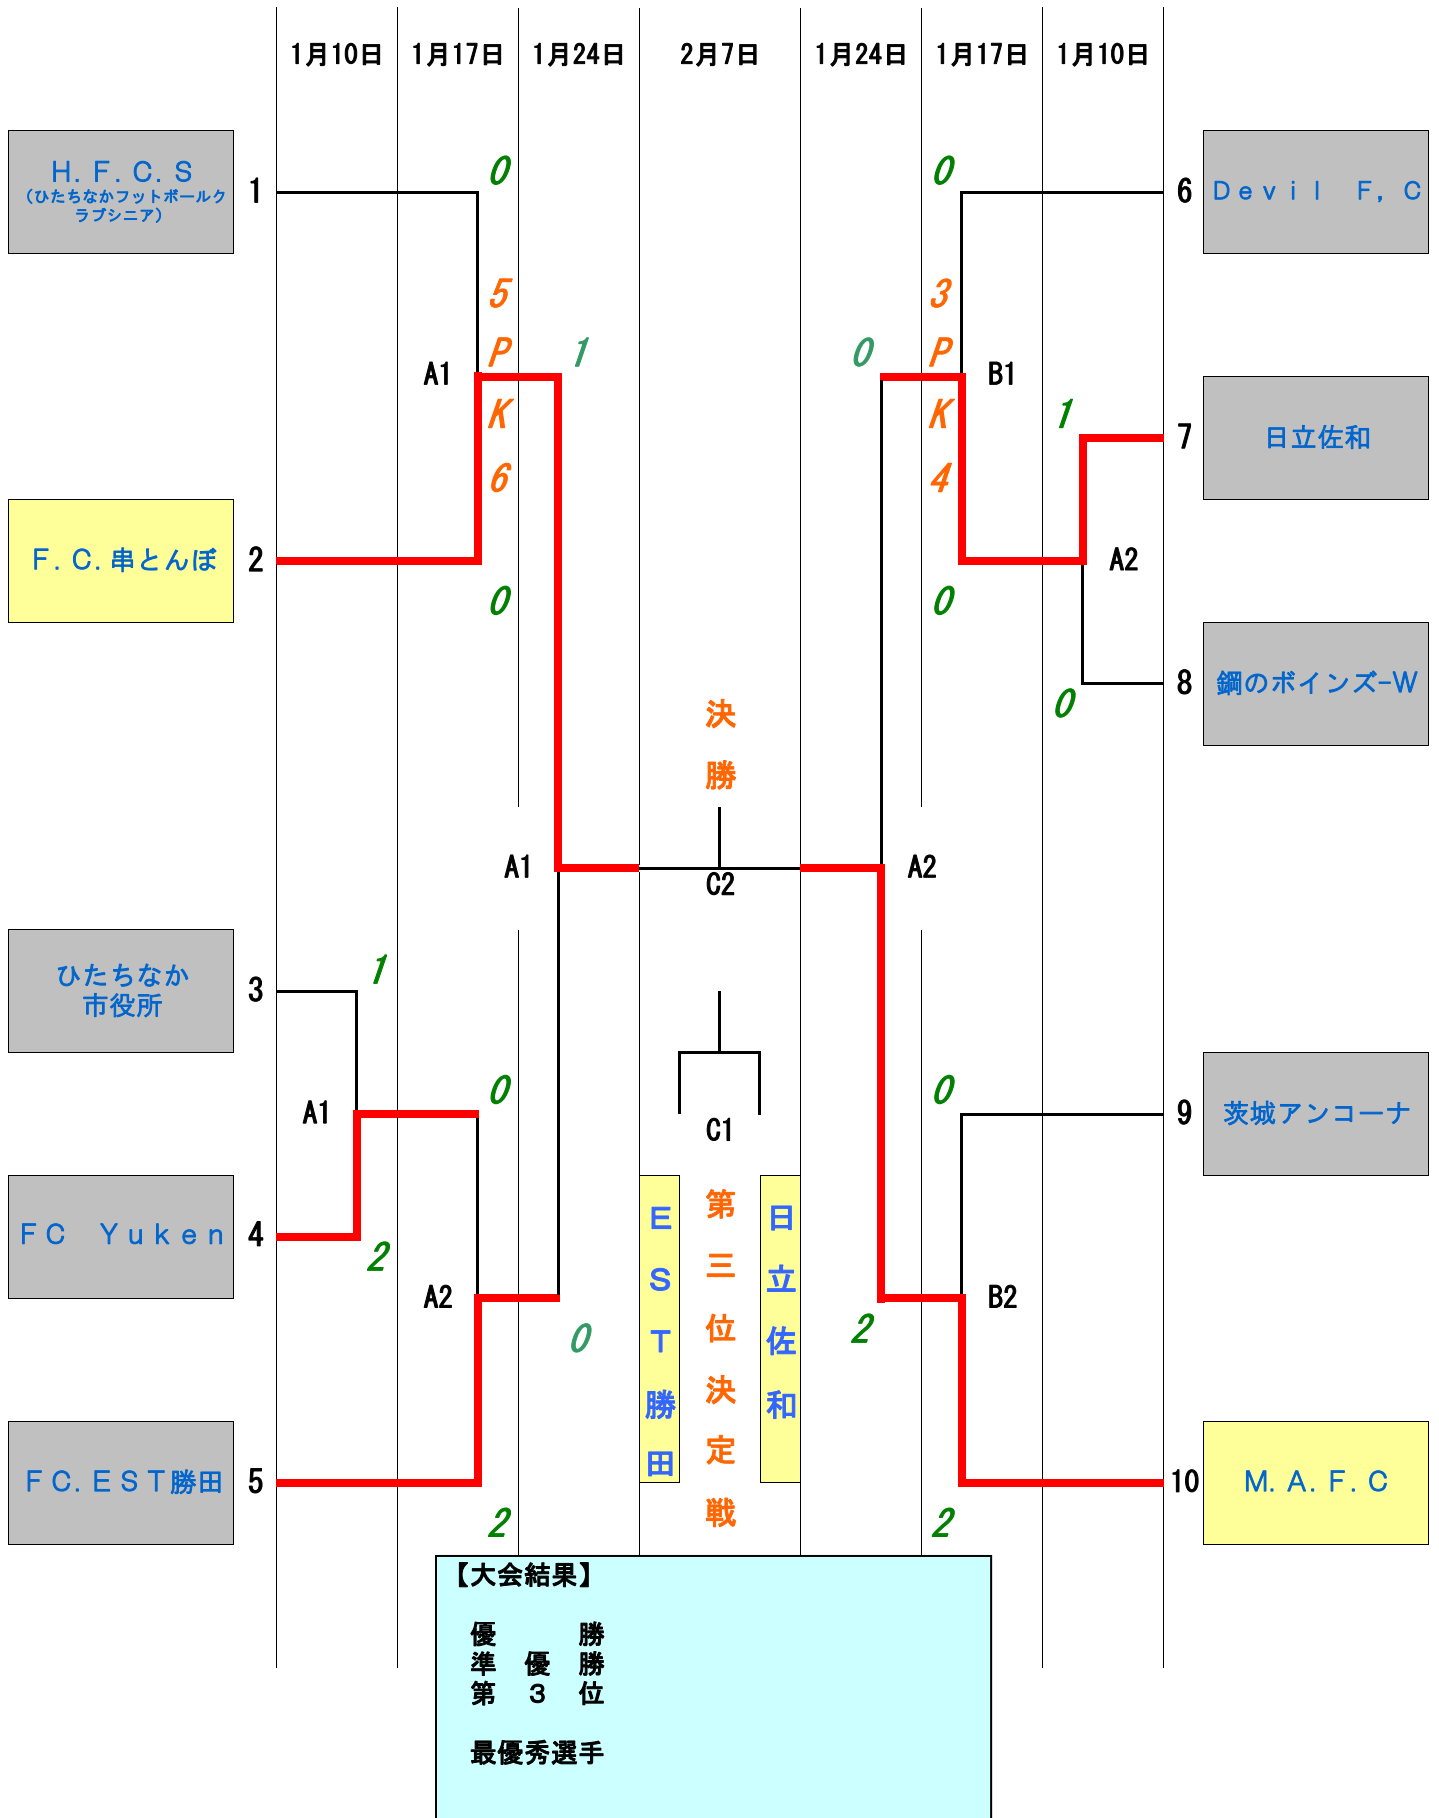 1月10日 1月17日 1月24日 2月7日 1月24日 1月17日 1月10日
H.F.C.S
(ひたちなかフットボールク
ラブシニア)
1
0
0
6
Devil F,C
5
P
K
6
3
P
K
4
A1
1
0
B1
1
7
日立佐和
F.C.串とんぼ
2
0
0
A2
8
鋼のボインズ-W
0
決
勝
A1
C2
A2
ひたちなか
市役所
3
1
A1
0
0
9
茨城アンコーナ
C1
FC Yuken
4
2
A2
0
2
B2
EST勝田
第三位決定戦
日立佐和
FC.EST勝田
5
2
2
10
M.A.F.C
【大会結果】
優勝
準優勝
第3位
最優秀選手